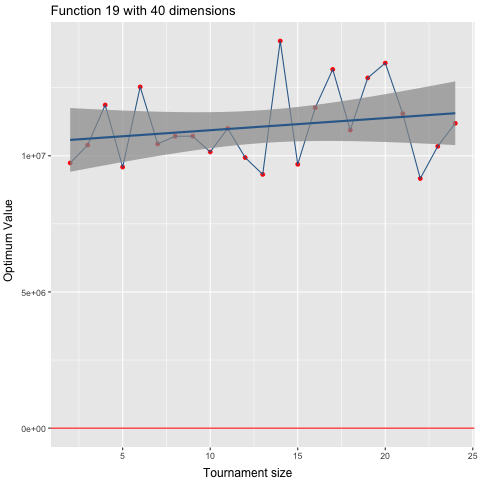 Function 19 with 40 dimensions
Optimum Value
1e+07
5e+06
0e+00
5
10
15
20
25
Tournament size